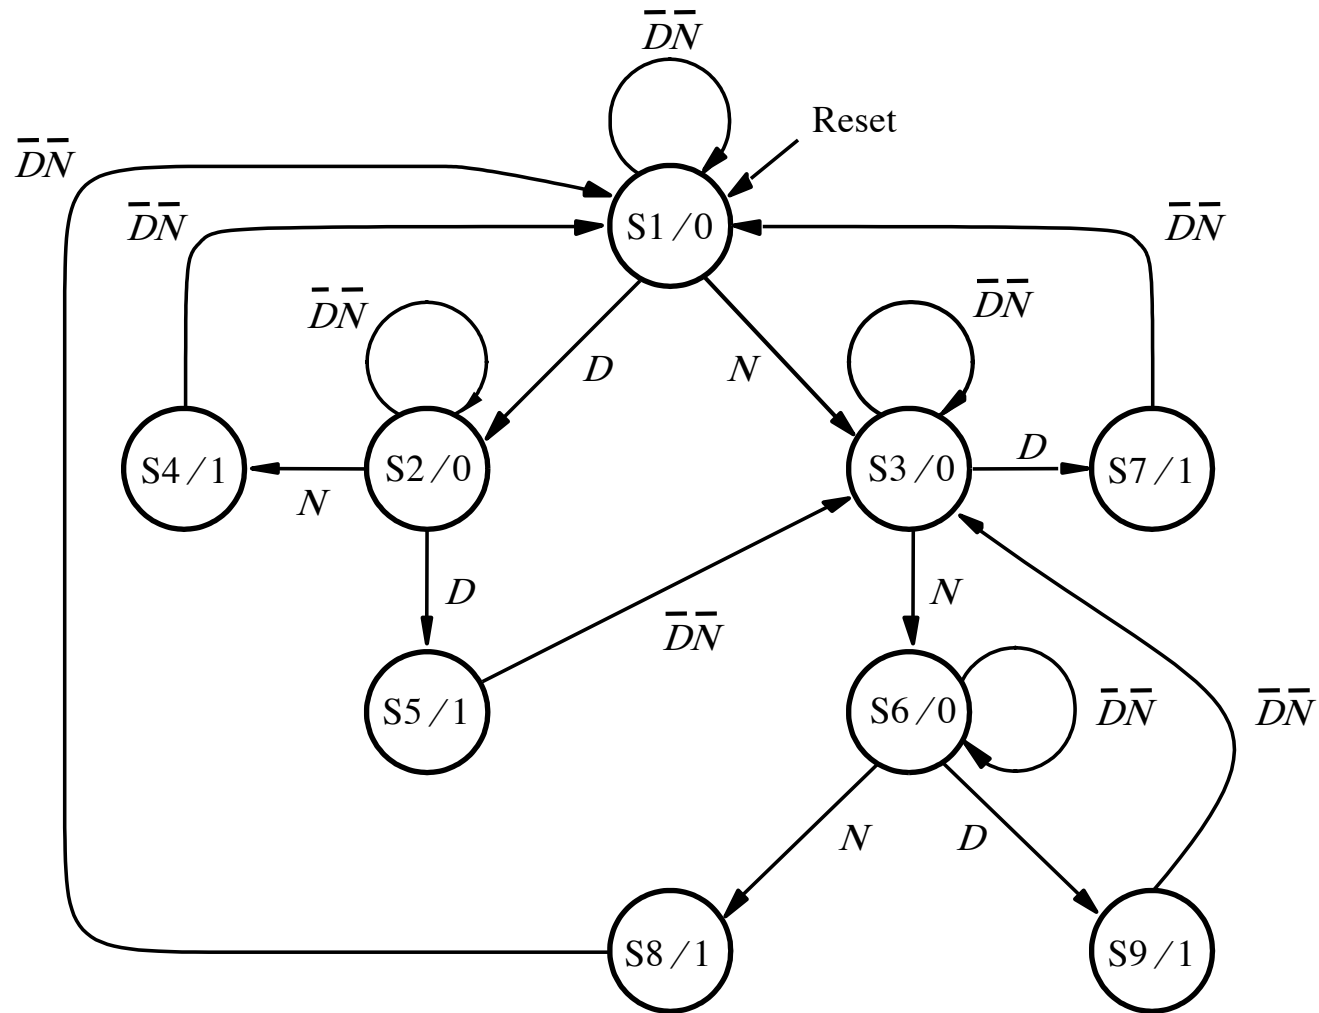 D̅N̅
Reset
D̅N̅
D̅N̅
S1/0
D̅N̅
D̅N̅
D̅N̅
D
N
S4/1
S2/0
S3/0
D
S7/1
N
D
N
D̅N̅
S5/1
S6/0
D̅N̅
D̅N̅
N
D
S8/1
S9/1